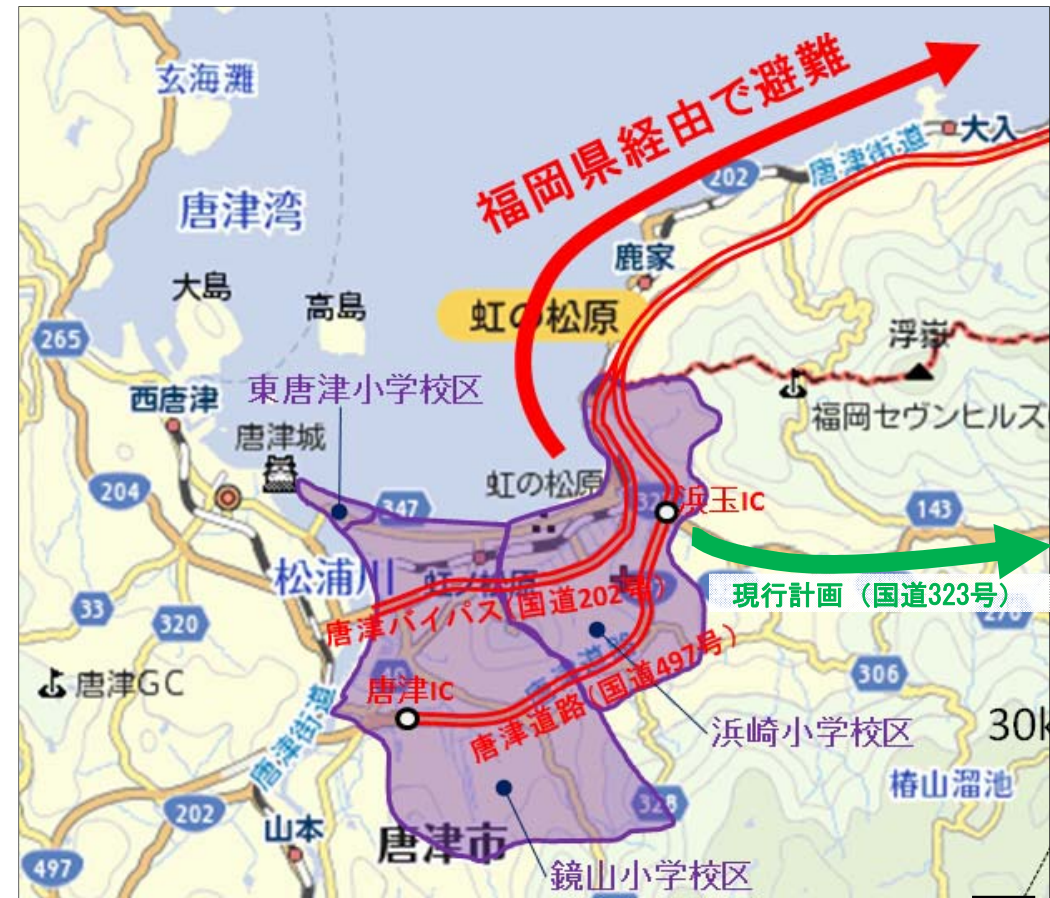 玄海灘
福岡県経由で避難
大入
唐津街道
202
唐津湾
鹿家
大島
高島
虹の松原
265
浮嶽
東唐津小学校区
西唐津
唐津城
福岡セヴンヒルズ
虹の松原
204
347
浜玉IC
143
松浦川
虹ノ松原
現行計画（国道323号）
33
320
唐津バイパス（国道202号）
306
唐津GC
唐津IC
唐津道路（国道497号）
浜崎小学校区
30k
唐津街道
椿山溜池
202
山本
唐津市
497
鏡山小学校区